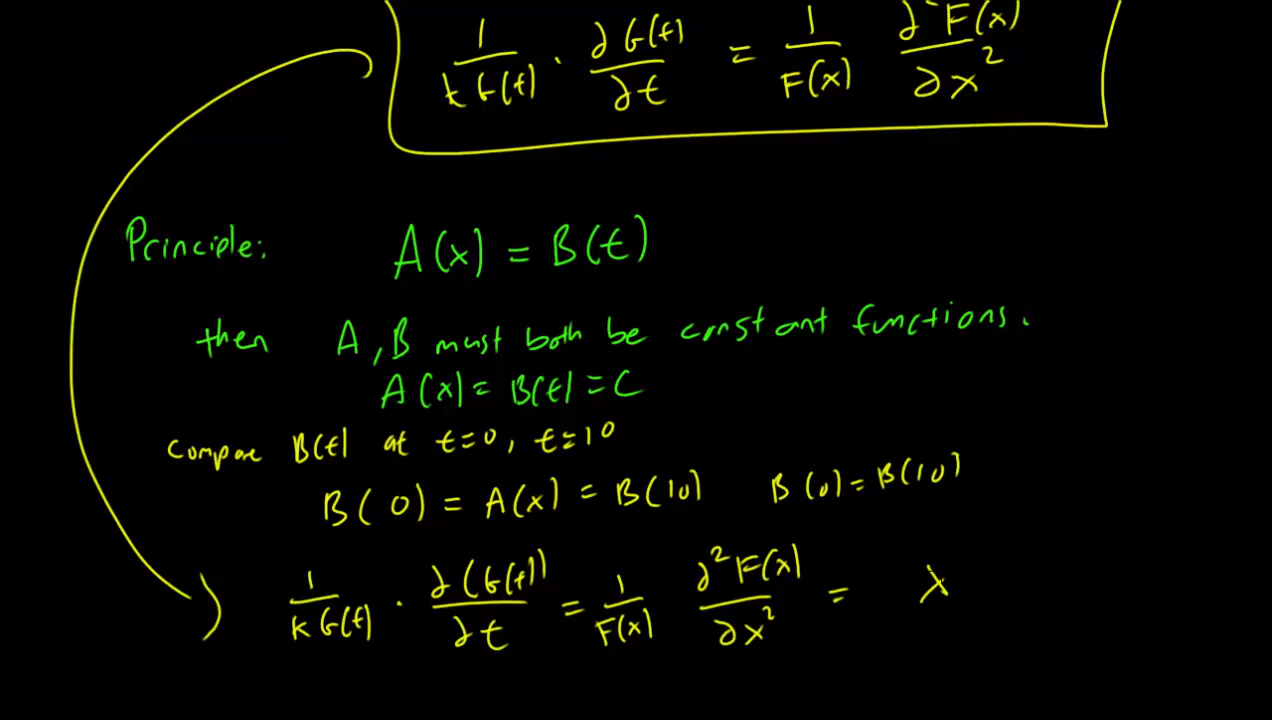 1/(k G(t)) · ∂G(t)/∂t = 1/F(x) ∂²F(x)/∂x²
Principle: A(x) = B(t)
then A, B must both be constant functions.
A(x) = B(t) = C
Compare B(t) at t=0, t=10
B(0) = A(x) = B(10) B(0) = B(10)
1/(K G(t)) · ∂(G(t))/∂t = 1/F(x) ∂²F(x)/∂x² = λ